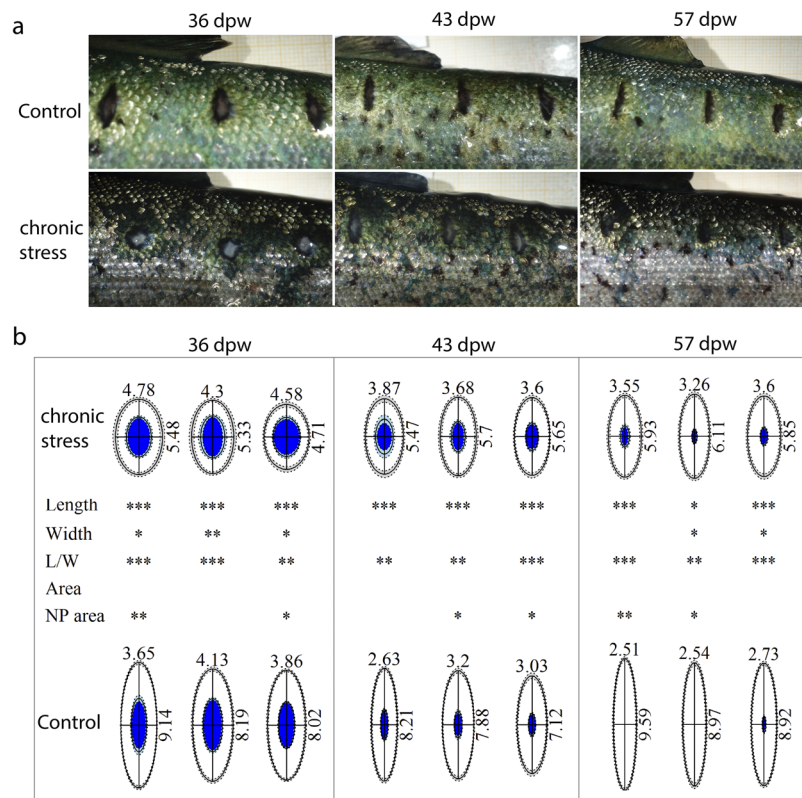 a
36 dpw 43 dpw 57 dpw
Control
chronic
stress
b
36 dpw 43 dpw 57 dpw
chronic
stress
4.78 4.3 4.58 3.87 3.68 3.6 3.55 3.26 3.6
5.48 5.33 4.71 5.47 5.7 5.65 5.93 6.11 5.85
Length *** *** *** *** *** *** *** * ***
Width * ** * * *
L/W *** *** ** ** ** *** *** ** ***
Area
NP area ** * * * ** *
3.65 4.13 3.86 2.63 3.2 3.03 2.51 2.54 2.73
Control
9.14 8.19 8.02 8.21 7.88 7.12 9.59 8.97 8.92